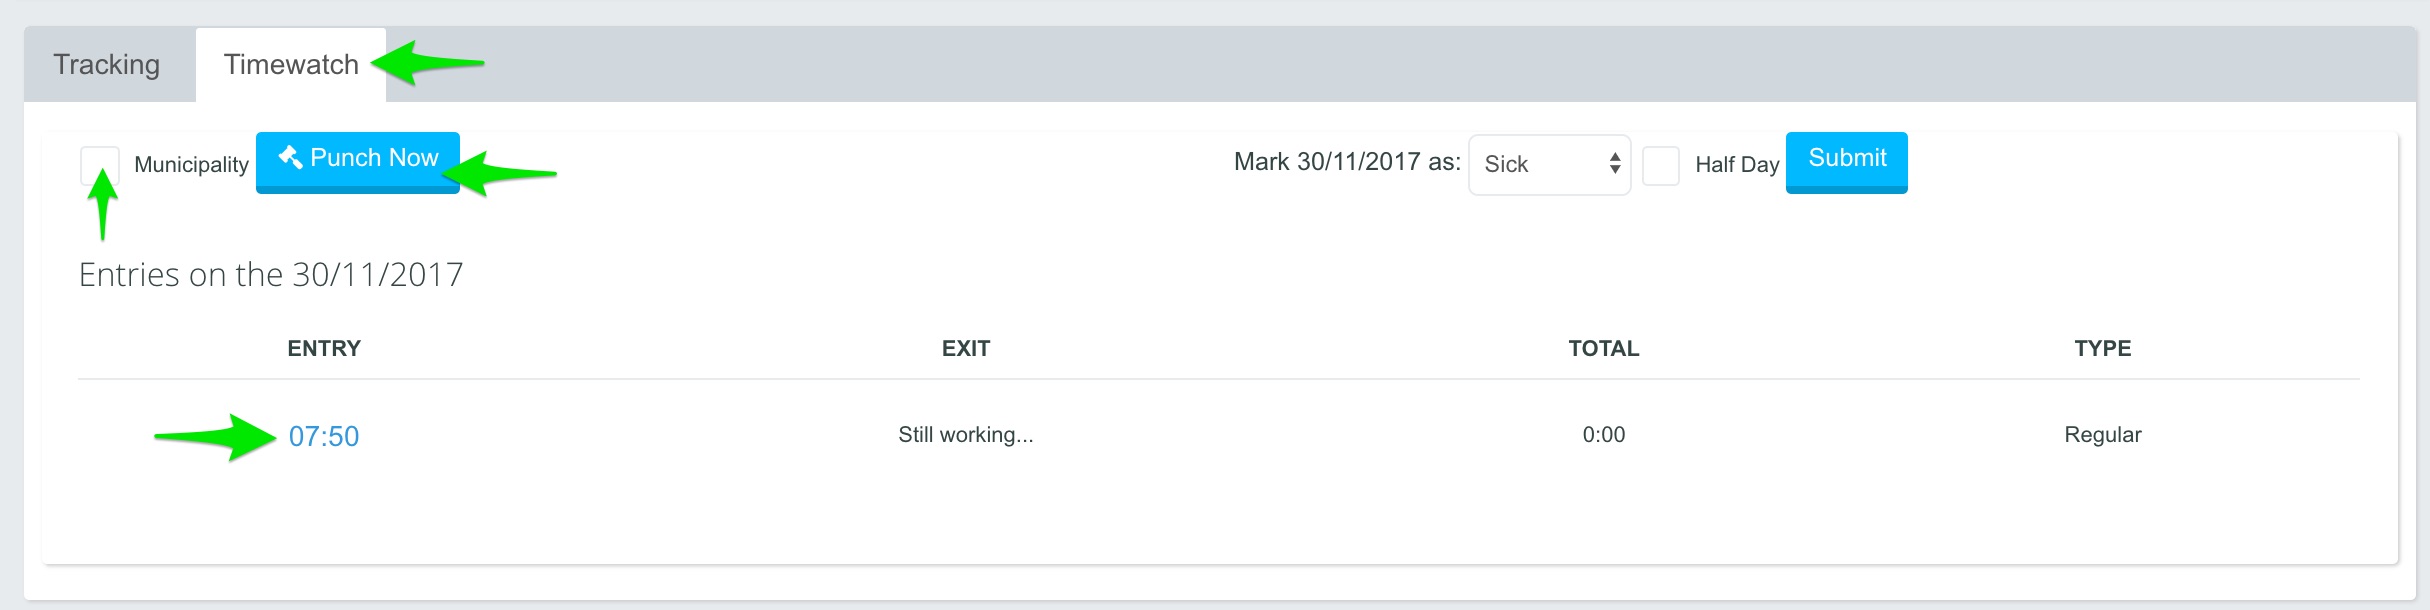 Tracking Timewatch
Municipality Punch Now Mark 30/11/2017 as: Sick Half Day Submit
Entries on the 30/11/2017
ENTRY EXIT TOTAL TYPE
07:50 Still working... 0:00 Regular